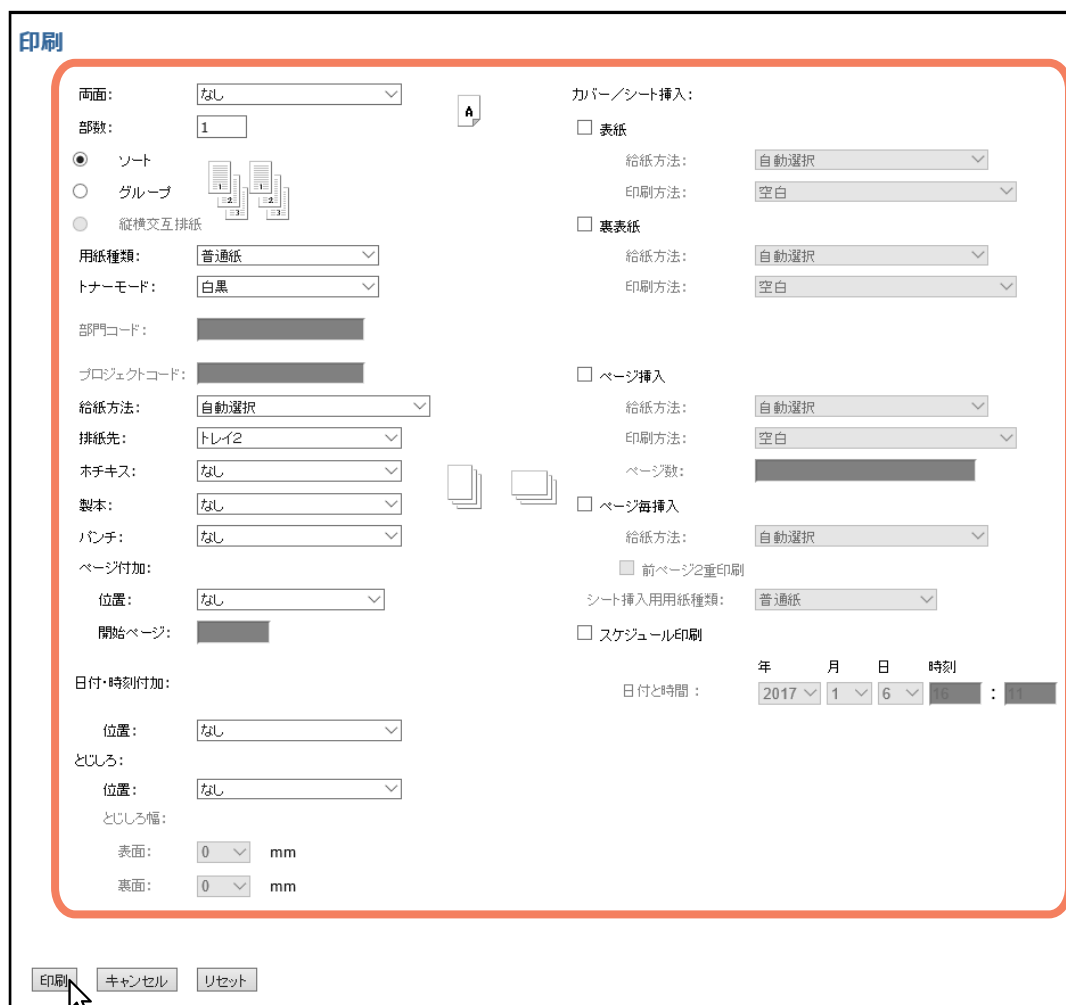 印刷
両面: なし
部数: 1
ソート
グループ
縦横交互排紙
用紙種類: 普通紙
トナーモード: 白黒
部門コード:
プロジェクトコード:
給紙方法: 自動選択
排紙先: トレイ2
ホチキス: なし
製本: なし
パンチ: なし
ページ付加:
位置: なし
開始ページ:
日付・時刻付加:
位置: なし
とじしろ:
位置: なし
とじしろ幅:
表面: 0 mm
裏面: 0 mm
A
1 1
2 2
3 3
カバー/シート挿入:
表紙
給紙方法: 自動選択
印刷方法: 空白
裏表紙
給紙方法: 自動選択
印刷方法: 空白
ページ挿入
給紙方法: 自動選択
印刷方法: 空白
ページ数:
ページ毎挿入
給紙方法: 自動選択
前ページ2重印刷
シート挿入用用紙種類: 普通紙
スケジュール印刷
年 月 日 時刻
日付と時間: 2017 1 6 16 : 11
印刷 キャンセル リセット